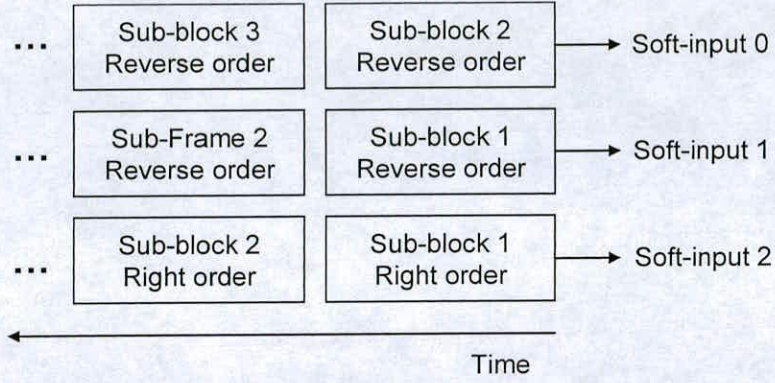 ... Sub-block 3 Sub-block 2 Soft-input 0
Reverse order Reverse order
... Sub-Frame 2 Sub-block 1 Soft-input 1
Reverse order Reverse order
... Sub-block 2 Sub-block 1 Soft-input 2
Right order Right order
Time